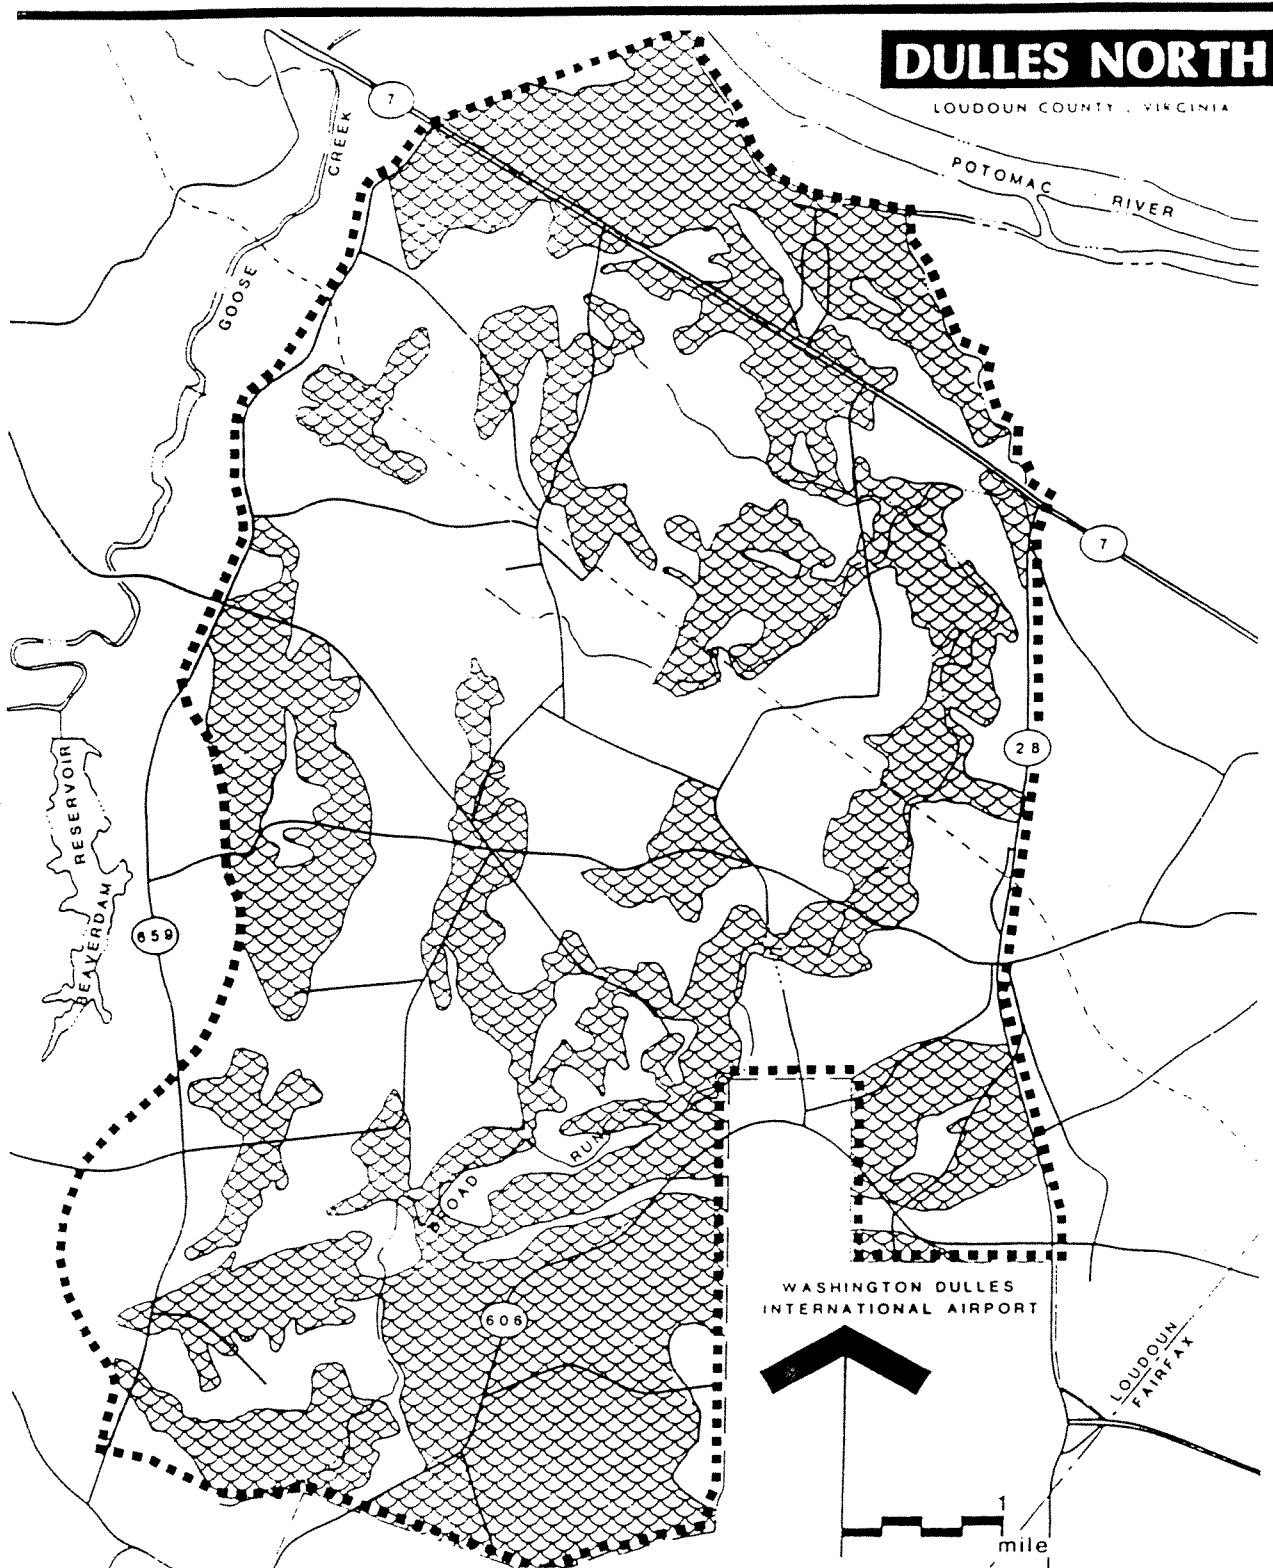 DULLES NORTH
LOUDOUN COUNTY, VIRGINIA
7
CREEK
POTOMAC
RIVER
GOOSE
7
28
RESERVOIR
BEAVERDAM
659
RUN
BROAD
WASHINGTON DULLES
INTERNATIONAL AIRPORT
606
LOUDOUN
FAIRFAX
1
mile